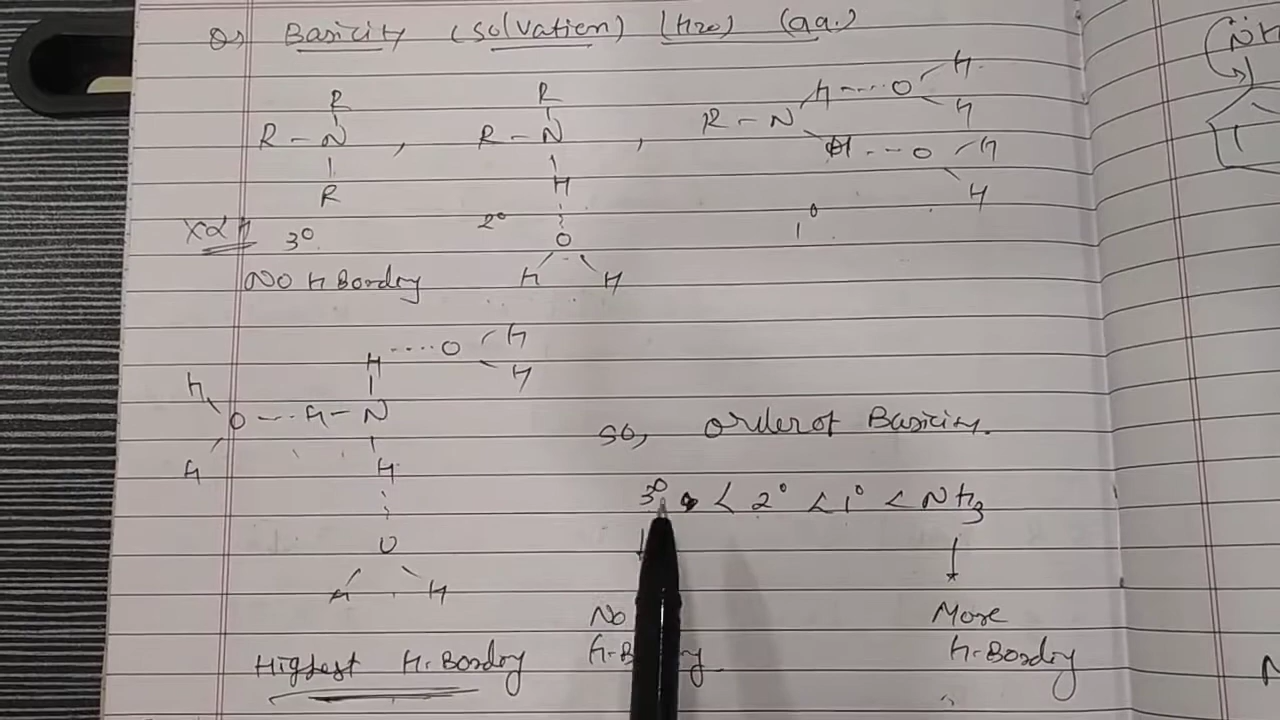 Q) Basicity (Solvation) (H2O) (aq.)
R
R - N
R
3°
No H Bonding
,
R
R - N
H
O
H H
2°
,
R - N
H ---- O
H
H
H --- O
H
H
1°
H ---- O
H
H
H
O --- H - N
H
H
O
H H
Highest H-Bonding
So, order of Basicity.
3° < 2° < 1° < NH3
No
More
H-Bonding
NH